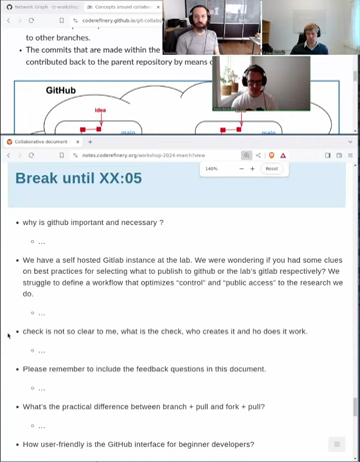 Network Graph
Concepts around collabo
coderefinery.github.io/git-collabo
to other branches.
The commits that are made within the
contributed back to the parent repository by means o
GitHub
idea
main
Collaborative document
notes.coderefinery.org/workshop-2024-march?view
140%
Reset
Break until XX:05
• why is github important and necessary ?
...
• We have a self hosted Gitlab instance at the lab. We were wondering if you had some clues
on best practices for selecting what to publish to github or the lab's gitlab respectively? We
struggle to define a workflow that optimizes "control" and "public access" to the research we
do.
...
• check is not so clear to me, what is the check, who creates it and ho does it work.
...
• Please remember to include the feedback questions in this document.
...
• What's the practical difference between branch + pull and fork + pull?
...
• How user-friendly is the GitHub interface for beginner developers?